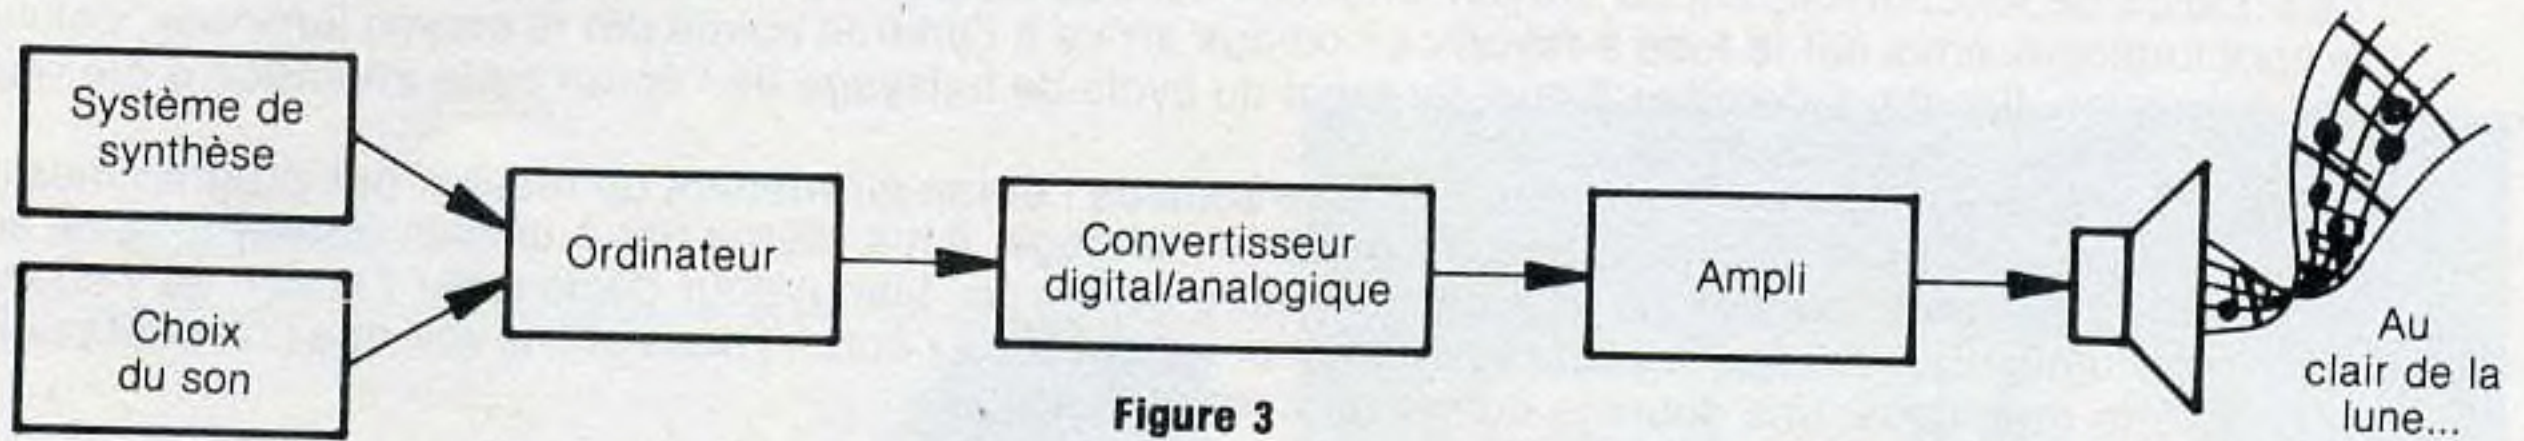 Système de
synthèse
Choix
du son
Ordinateur
Convertisseur
digital/analogique
Ampli
Au
clair de la
lune...
Figure 3